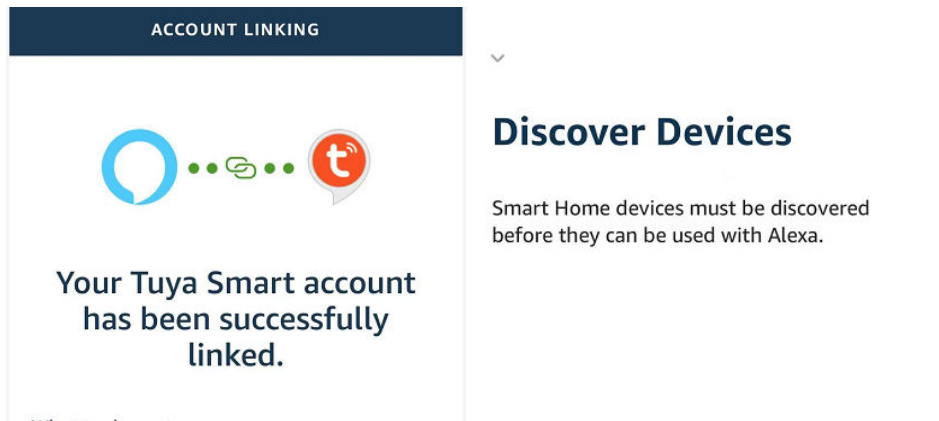 ACCOUNT LINKING
Your Tuya Smart account
has been successfully
linked.
Discover Devices
Smart Home devices must be discovered
before they can be used with Alexa.